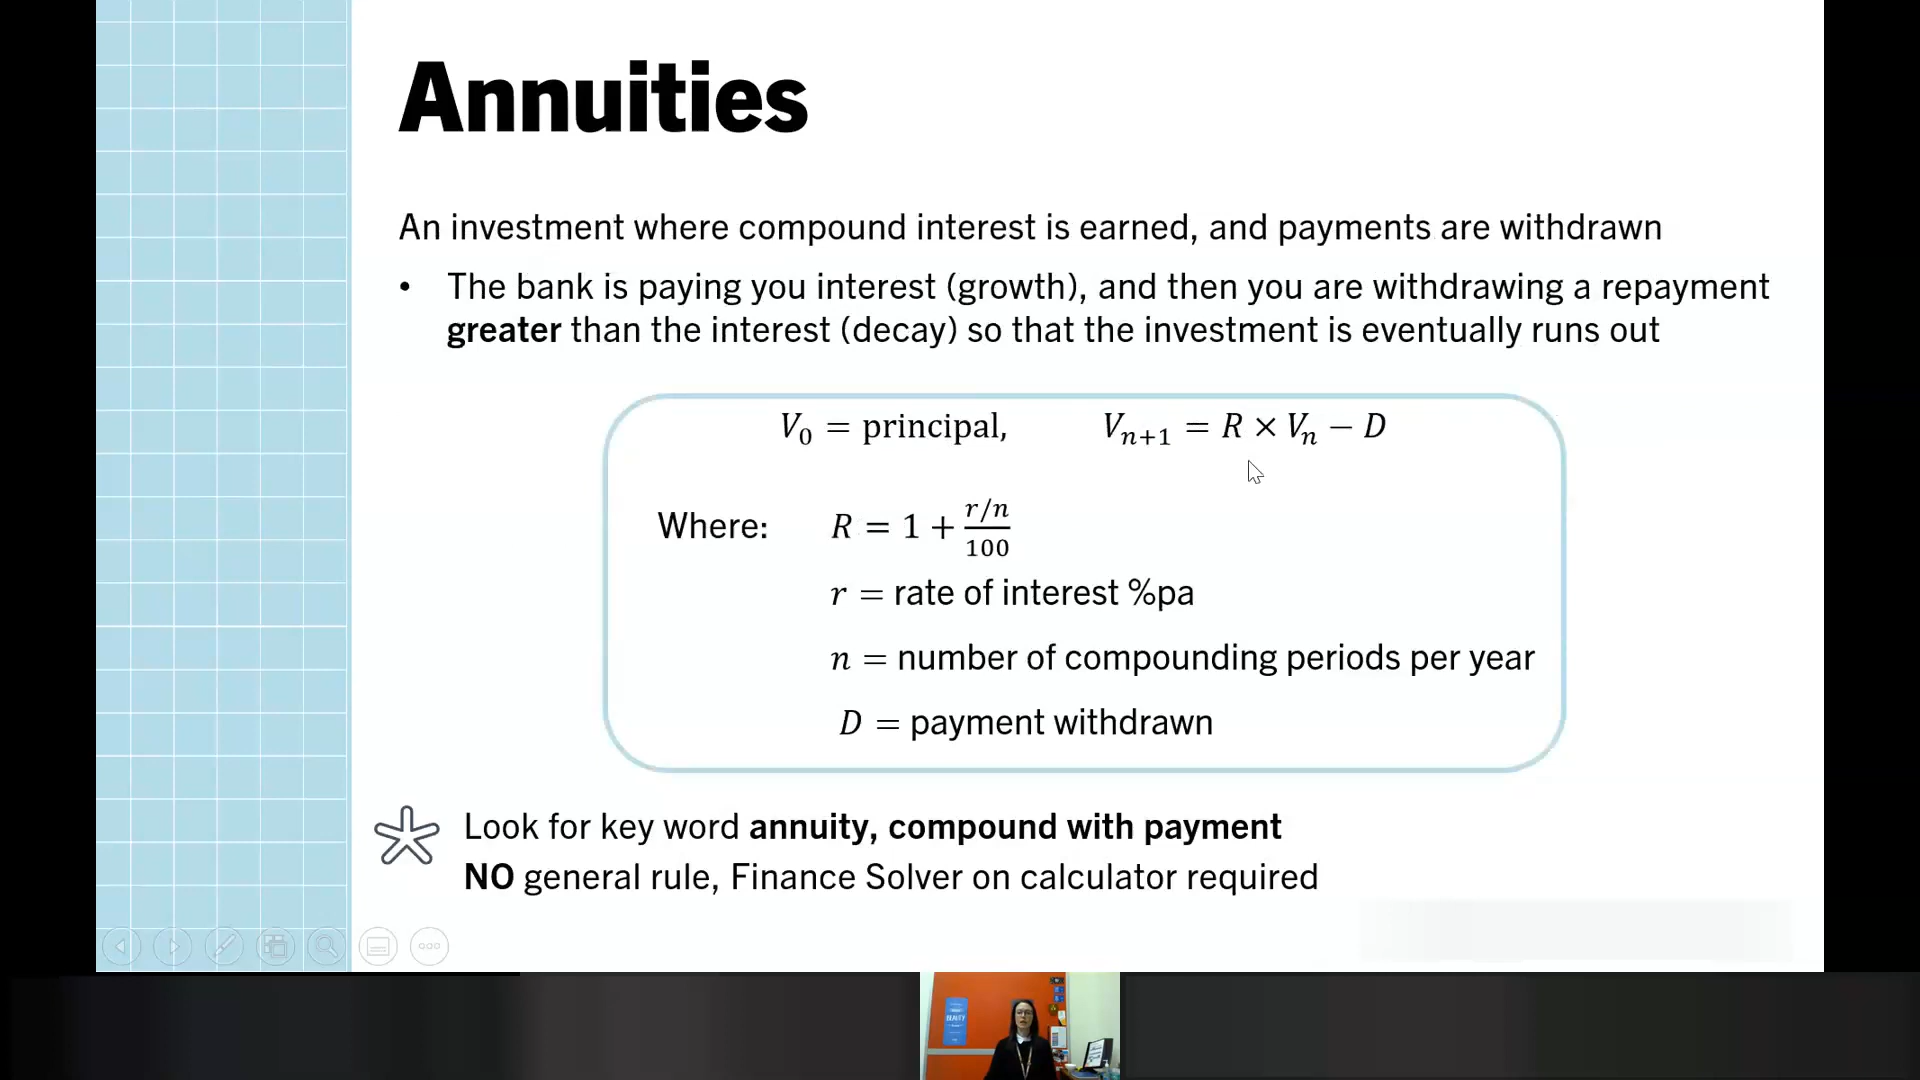 Annuities
An investment where compound interest is earned, and payments are withdrawn
• The bank is paying you interest (growth), and then you are withdrawing a repayment
greater than the interest (decay) so that the investment is eventually runs out
V₀ = principal, Vₙ₊₁ = R × Vₙ − D
Where: R = 1 + (r/n)/100
r = rate of interest %pa
n = number of compounding periods per year
D = payment withdrawn
Look for key word annuity, compound with payment
NO general rule, Finance Solver on calculator required